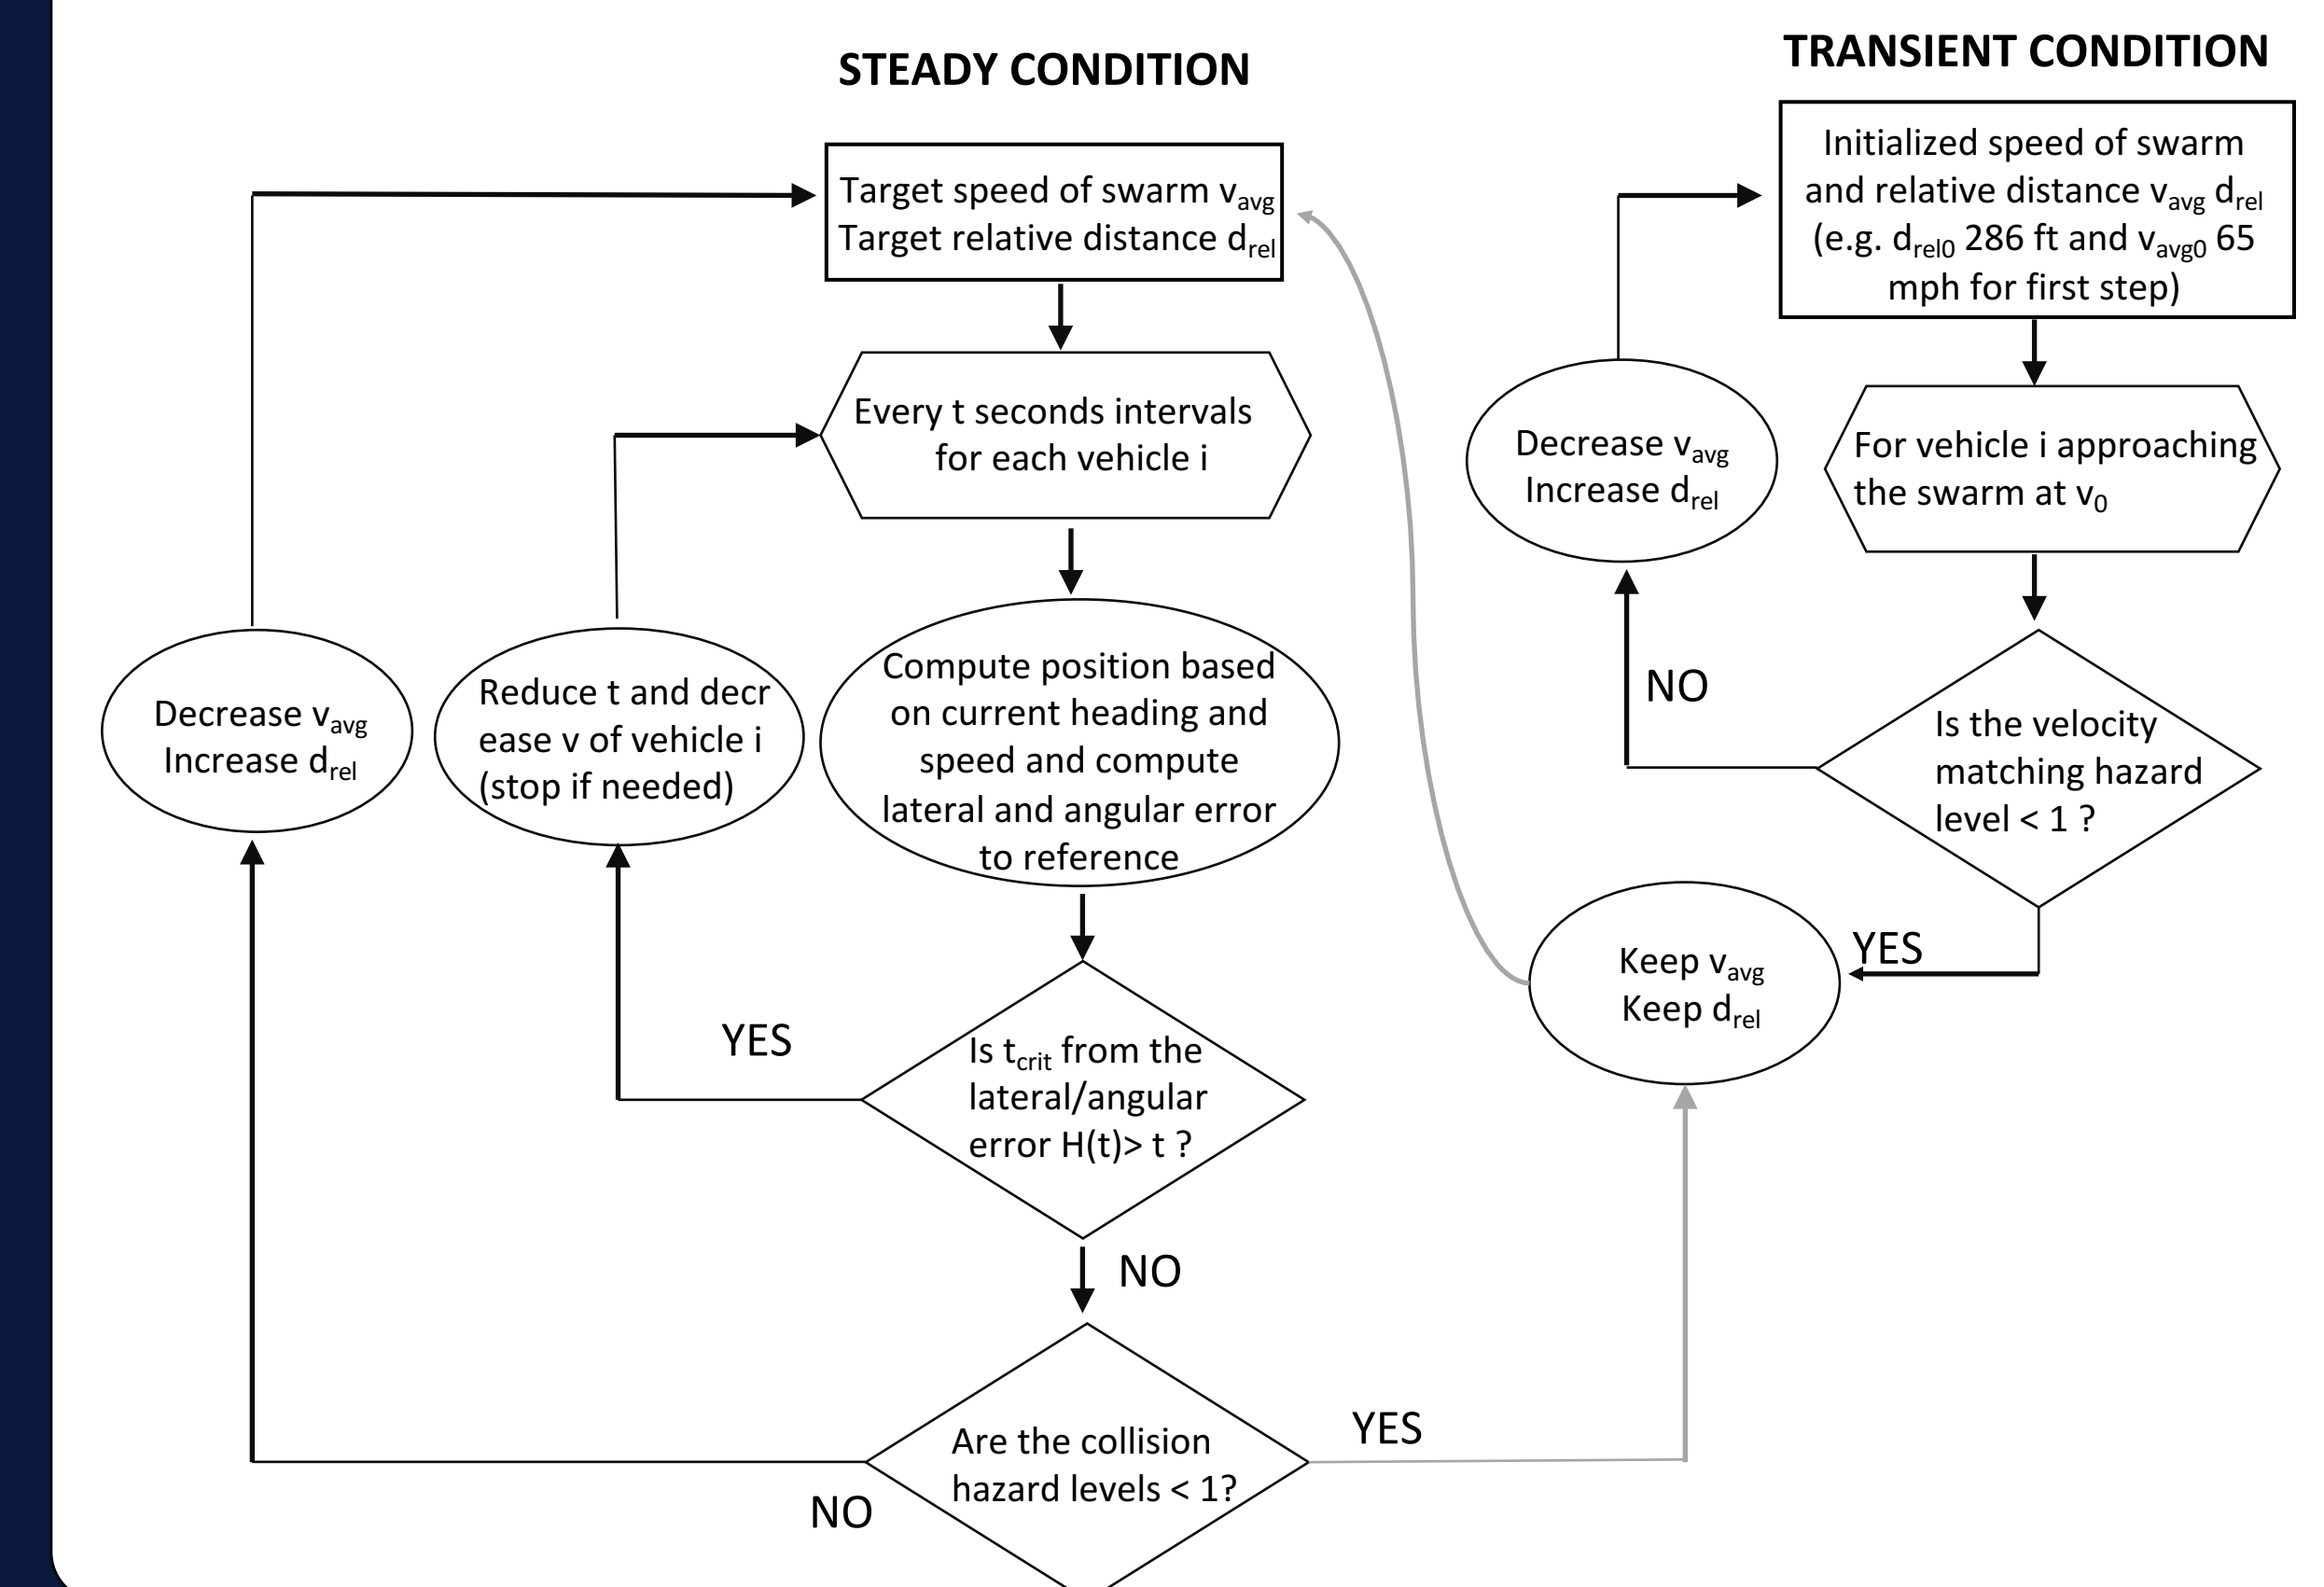 STEADY CONDITION
Target speed of swarm vavg
Target relative distance drel
Every t seconds intervals
for each vehicle i
Compute position based
on current heading and
speed and compute
lateral and angular error
to reference
Reduce t and decr
ease v of vehicle i
(stop if needed)
Decrease vavg
Increase drel
YES
Is tcrit from the
lateral/angular
error H(t)> t ?
NO
Are the collision
hazard levels < 1?
NO
YES
TRANSIENT CONDITION
Initialized speed of swarm
and relative distance vavg drel
(e.g. drel0 286 ft and vavg0 65
mph for first step)
For vehicle i approaching
the swarm at v0
Decrease vavg
Increase drel
NO
Is the velocity
matching hazard
level < 1 ?
YES
Keep vavg
Keep drel